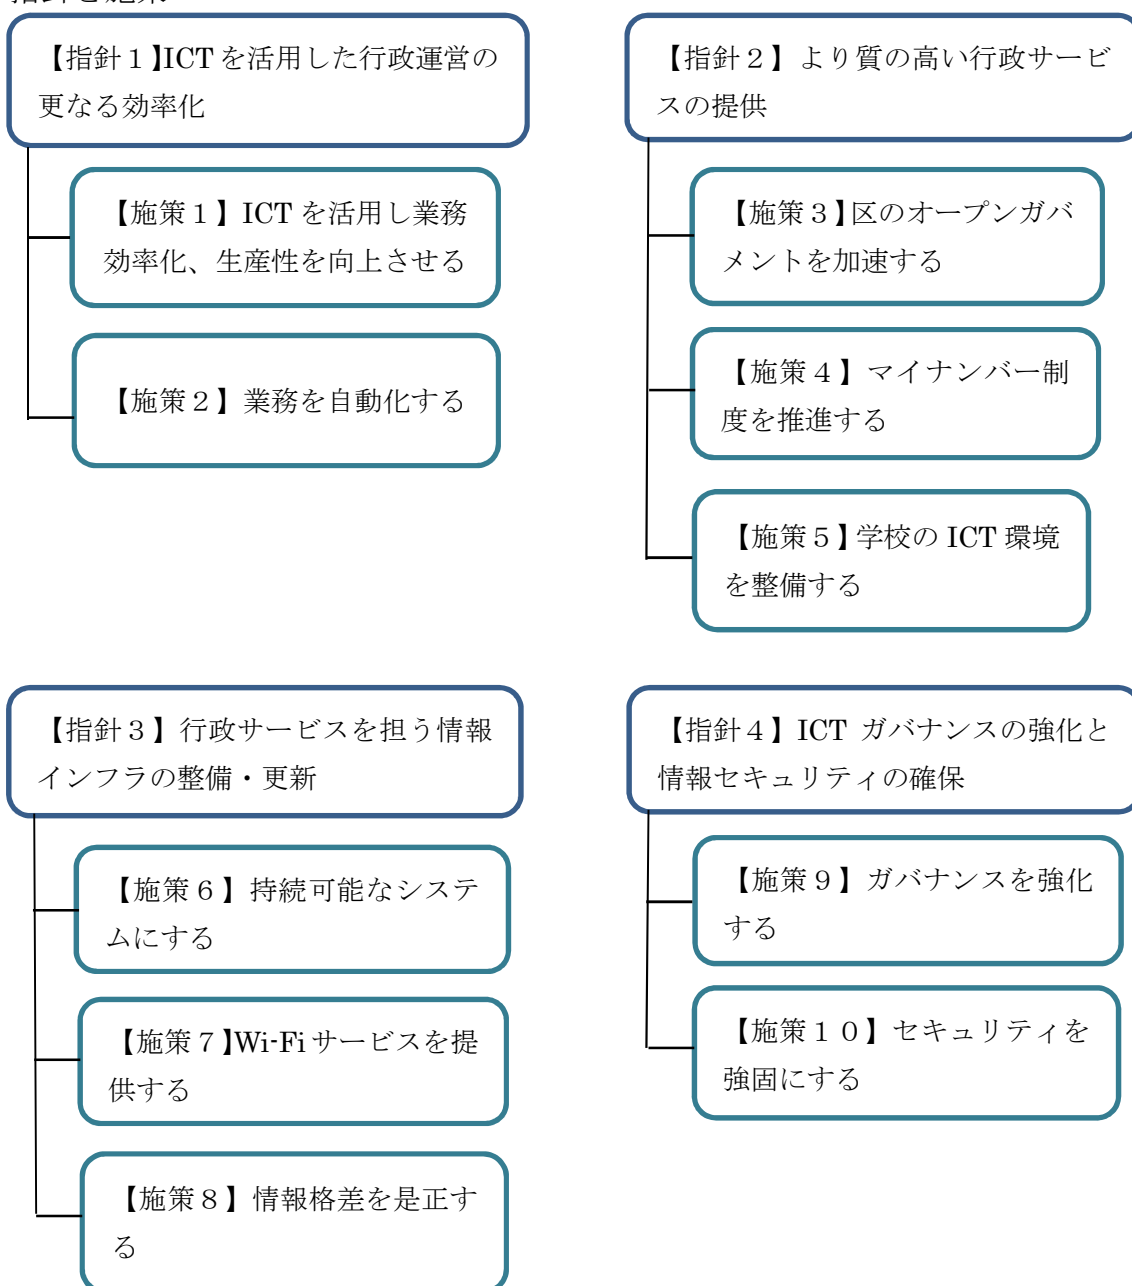 指針と施策
【指針１】ICTを活用した行政運営の
更なる効率化
【施策１】ICTを活用し業務
効率化、生産性を向上させる
【施策２】業務を自動化する
【指針２】より質の高い行政サービ
スの提供
【施策３】区のオープンガバ
メントを加速する
【施策４】マイナンバー制
度を推進する
【施策５】学校のICT環境
を整備する
【指針３】行政サービスを担う情報
インフラの整備・更新
【施策６】持続可能なシステ
ムにする
【施策７】Wi-Fiサービスを提
供する
【施策８】情報格差を是正す
る
【指針４】ICT ガバナンスの強化と
情報セキュリティの確保
【施策９】ガバナンスを強化
する
【施策１０】セキュリティを
強固にする